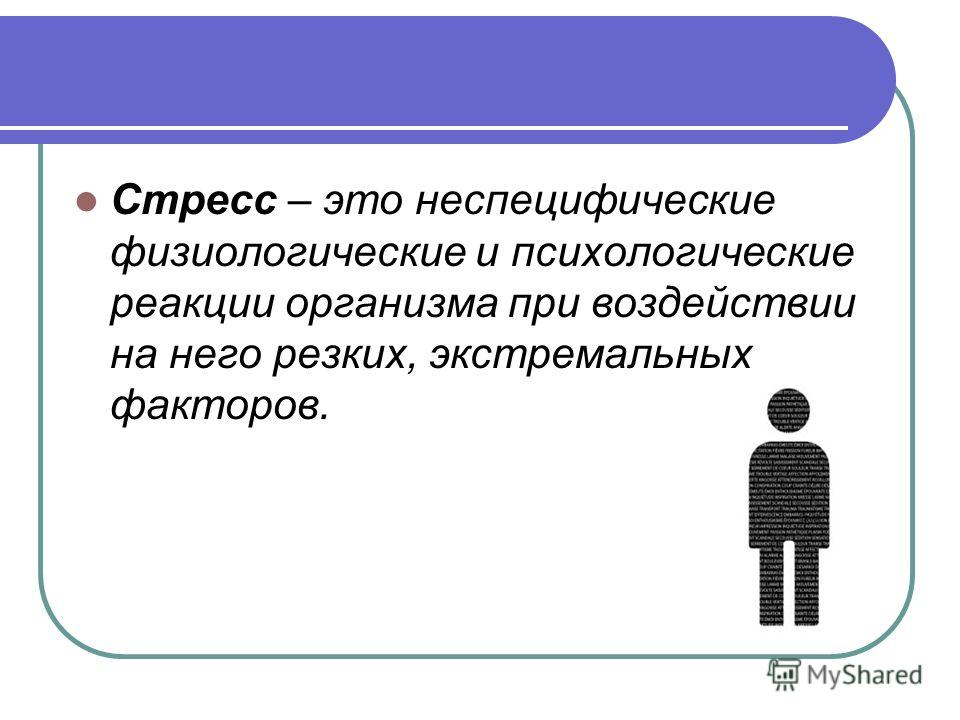 Стресс – это неспецифические
физиологические и психологические
реакции организма при воздействии
на него резких, экстремальных
факторов.
MyShared